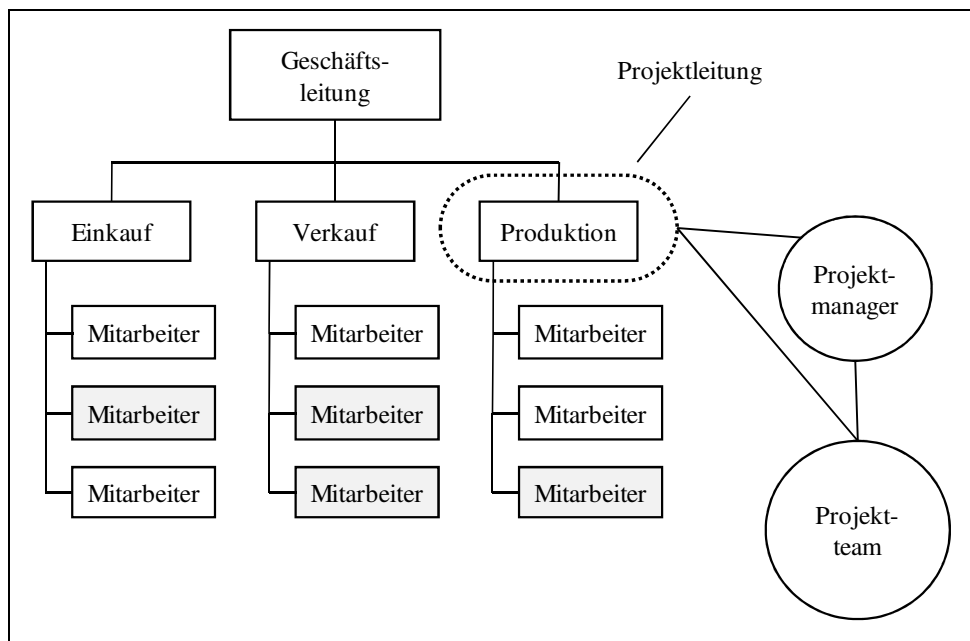 Geschäfts-
leitung
Projektleitung
Einkauf
Verkauf
Produktion
Projekt-
manager
Mitarbeiter
Mitarbeiter
Mitarbeiter
Mitarbeiter
Mitarbeiter
Mitarbeiter
Mitarbeiter
Mitarbeiter
Mitarbeiter
Projekt-
team